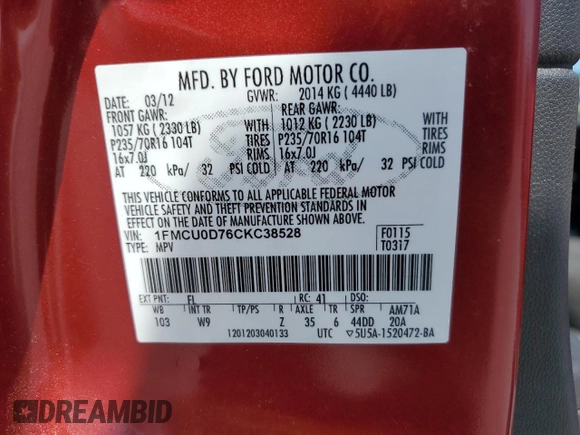 MFD. BY FORD MOTOR CO.
DATE: 03/12 GVWR: 2014 KG ( 4440 LB)
FRONT GAWR: REAR GAWR:
1057 KG ( 2330 LB) WITH 1012 KG ( 2230 LB) WITH
P235/70R16 104T TIRES P235/70R16 104T TIRES
16x7.0J RIMS 16x7.0J RIMS
AT 220 kPa/ 32 PSI COLD AT 220 kPa/ 32 PSI COLD
THIS VEHICLE CONFORMS TO ALL APPLICABLE FEDERAL MOTOR
VEHICLE SAFETY AND THEFT PREVENTION STANDARDS IN
EFFECT ON THE DATE OF MANUFACTURE SHOWN ABOVE.
VIN: 1FMCU0D76CKC38528 F0115
TYPE: MPV T0317
EXT PNT: FL RC: 41 DSO:
WB INT TR TP/PS R AXLE TR SPR AM71A
103 W9 Z 35 6 44DD 20A
1201203040133 UTC 5U5A-1520472-BA
DREAMBID